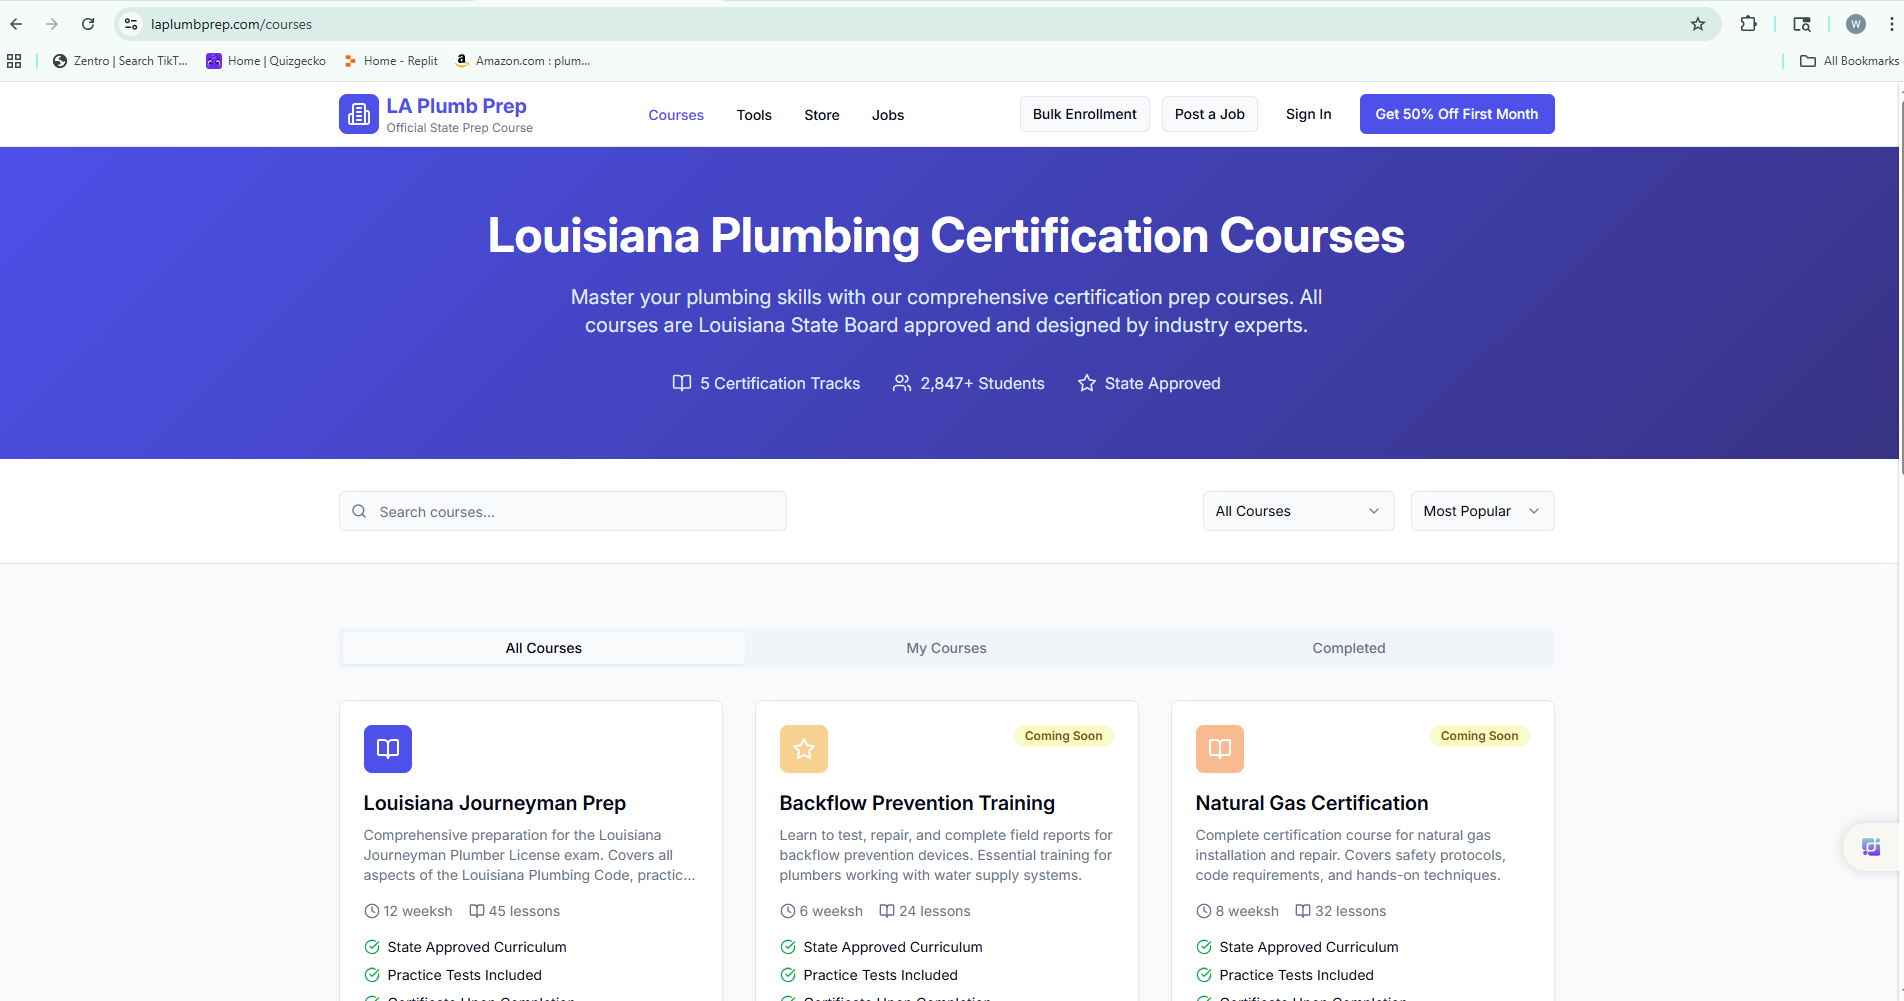 laplumbprep.com/courses
Zentro | Search TikT...
Home | Quizgecko
Home - Replit
Amazon.com : plum...
All Bookmarks
W
LA Plumb Prep
Official State Prep Course
Courses
Tools
Store
Jobs
Bulk Enrollment
Post a Job
Sign In
Get 50% Off First Month
Louisiana Plumbing Certification Courses
Master your plumbing skills with our comprehensive certification prep courses. All
courses are Louisiana State Board approved and designed by industry experts.
5 Certification Tracks
2,847+ Students
State Approved
Search courses...
All Courses
Most Popular
All Courses
My Courses
Completed
Louisiana Journeyman Prep
Comprehensive preparation for the Louisiana
Journeyman Plumber License exam. Covers all
aspects of the Louisiana Plumbing Code, practic...
12 weeksh
45 lessons
State Approved Curriculum
Practice Tests Included
Certificate Upon Completion
Coming Soon
Backflow Prevention Training
Learn to test, repair, and complete field reports for
backflow prevention devices. Essential training for
plumbers working with water supply systems.
6 weeksh
24 lessons
State Approved Curriculum
Practice Tests Included
Certificate Upon Completion
Coming Soon
Natural Gas Certification
Complete certification course for natural gas
installation and repair. Covers safety protocols,
code requirements, and hands-on techniques.
8 weeksh
32 lessons
State Approved Curriculum
Practice Tests Included
Certificate Upon Completion